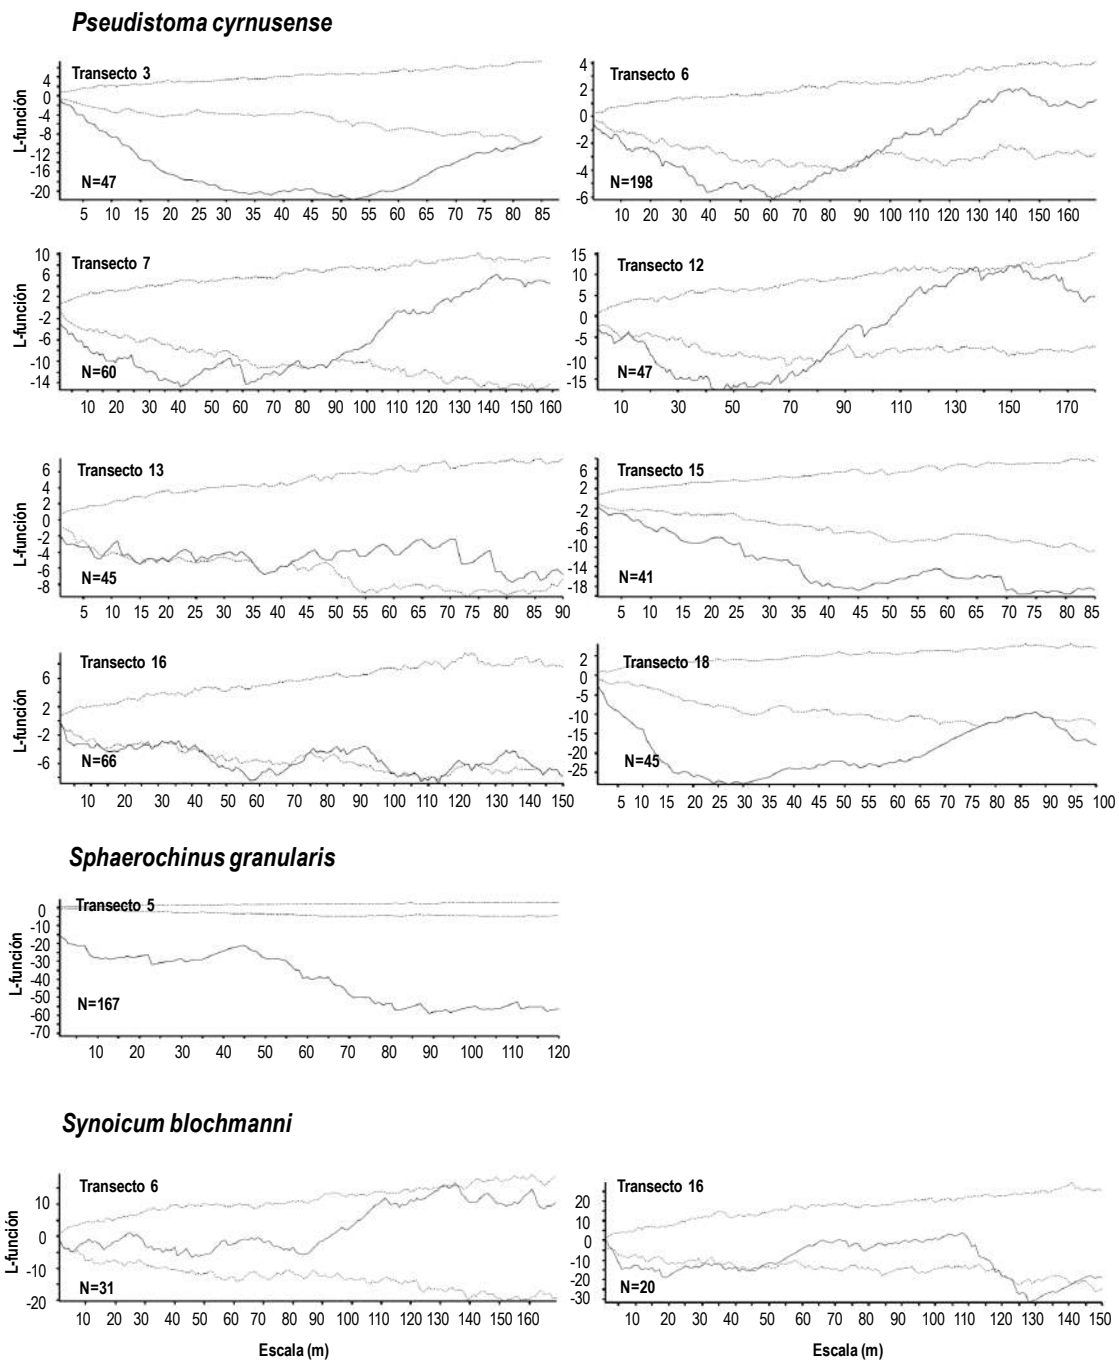 Pseudistoma cyrnusense
L-función
Transecto 3
4
0
-4
-8
-12
-16
-20
N=47
5 10 15 20 25 30 35 40 45 50 55 60 65 70 75 80 85
Transecto 6
4
2
0
-2
-4
-6
N=198
10 20 30 40 50 60 70 80 90 100 110 120 130 140 150 160
L-función
Transecto 7
10
6
2
-2
-6
-10
-14
N=60
10 20 30 40 50 60 70 80 90 100 110 120 130 140 150 160
Transecto 12
15
10
5
0
-5
-10
-15
N=47
10 30 50 70 90 110 130 150 170
L-función
Transecto 13
6
4
2
0
-2
-4
-6
-8
N=45
5 10 15 20 25 30 35 40 45 50 55 60 65 70 75 80 85 90
Transecto 15
6
2
-2
-6
-10
-14
-18
N=41
5 10 15 20 25 30 35 40 45 50 55 60 65 70 75 80 85
L-función
Transecto 16
6
2
-2
-6
N=66
10 20 30 40 50 60 70 80 90 100 110 120 130 140 150
Transecto 18
2
0
-5
-10
-15
-20
-25
N=45
5 10 15 20 25 30 35 40 45 50 55 60 65 70 75 80 85 90 95 100
Sphaerochinus granularis
L-función
Transecto 5
0
-10
-20
-30
-40
-50
-60
-70
N=167
10 20 30 40 50 60 70 80 90 100 110 120
Synoicum blochmanni
L-función
Transecto 6
10
0
-10
-20
N=31
10 20 30 40 50 60 70 80 90 100 110 120 130 140 150 160
Escala (m)
Transecto 16
20
10
0
-10
-20
-30
N=20
10 20 30 40 50 60 70 80 90 100 110 120 130 140 150
Escala (m)